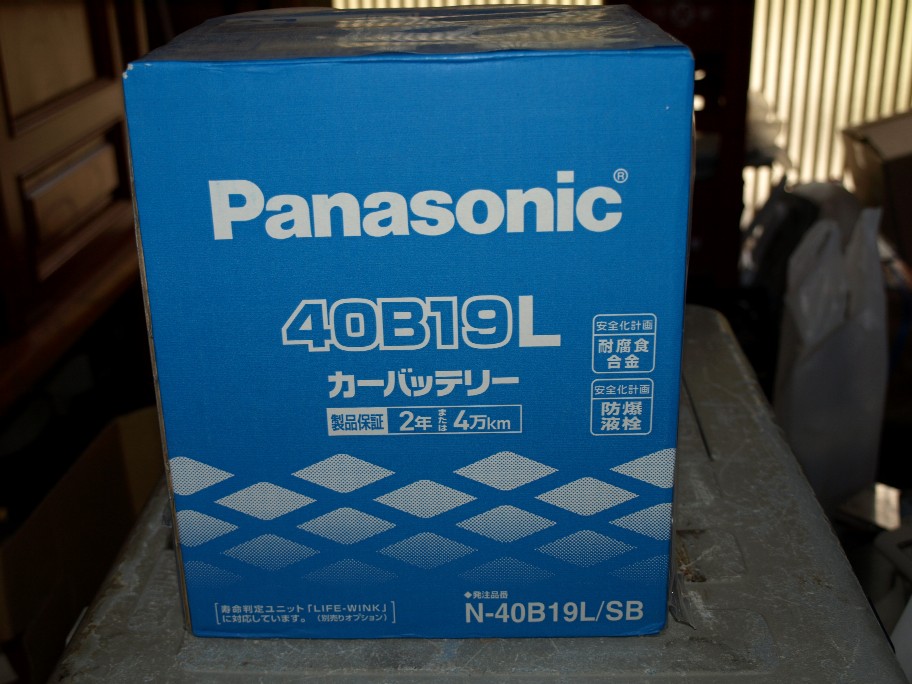 Panasonic®
40B19L
カーバッテリー
製品保証 2年 または 4万km
安全化計画
耐腐食
合金
安全化計画
防爆
液栓
◆発注品番
N-40B19L/SB
寿命判定ユニット「LIFE-WINK」
に対応しています。(別売りオプション)